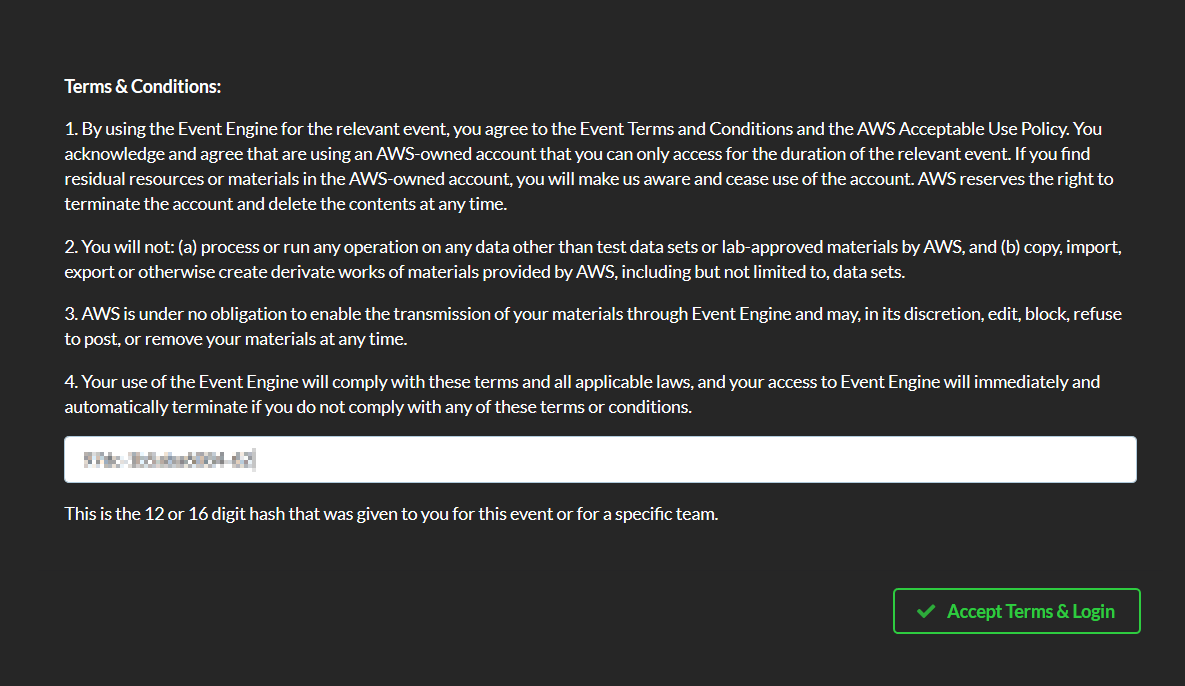 Terms & Conditions:
1. By using the Event Engine for the relevant event, you agree to the Event Terms and Conditions and the AWS Acceptable Use Policy. You
acknowledge and agree that are using an AWS-owned account that you can only access for the duration of the relevant event. If you find
residual resources or materials in the AWS-owned account, you will make us aware and cease use of the account. AWS reserves the right to
terminate the account and delete the contents at any time.
2. You will not: (a) process or run any operation on any data other than test data sets or lab-approved materials by AWS, and (b) copy, import,
export or otherwise create derivate works of materials provided by AWS, including but not limited to, data sets.
3. AWS is under no obligation to enable the transmission of your materials through Event Engine and may, in its discretion, edit, block, refuse
to post, or remove your materials at any time.
4. Your use of the Event Engine will comply with these terms and all applicable laws, and your access to Event Engine will immediately and
automatically terminate if you do not comply with any of these terms or conditions.
This is the 12 or 16 digit hash that was given to you for this event or for a specific team.
Accept Terms & Login